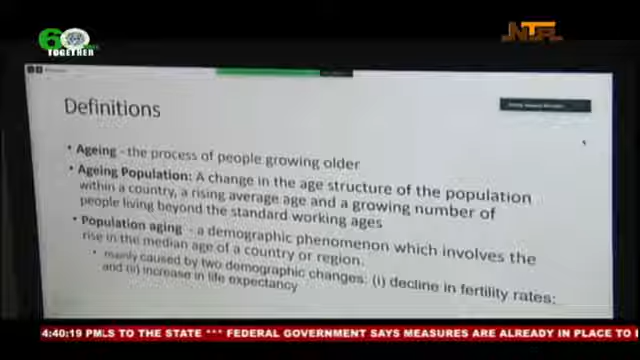 60
TOGETHER
NTA
Definitions
• Ageing - the process of people growing older
• Ageing Population: A change in the age structure of the population
within a country, a rising average age and a growing number of
people living beyond the standard working ages
• Population aging - a demographic phenomenon which involves the
rise in the median age of a country or region.
• mainly caused by two demographic changes: (i) decline in fertility rates;
and (ii) increase in life expectancy
4:40:19 PMLS TO THE STATE *** FEDERAL GOVERNMENT SAYS MEASURES ARE ALREADY IN PLACE TO